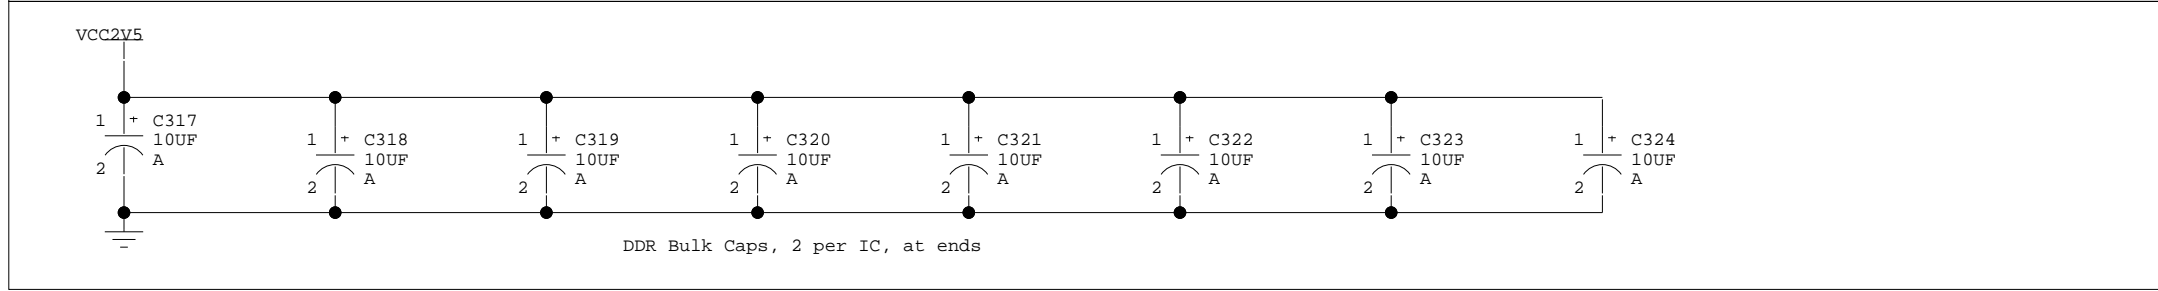 VCC2V5
1 + C317
10UF
A
2
1 + C318
10UF
A
2
1 + C319
10UF
A
2
1 + C320
10UF
A
2
1 + C321
10UF
A
2
1 + C322
10UF
A
2
1 + C323
10UF
A
2
1 + C324
10UF
A
2
DDR Bulk Caps, 2 per IC, at ends